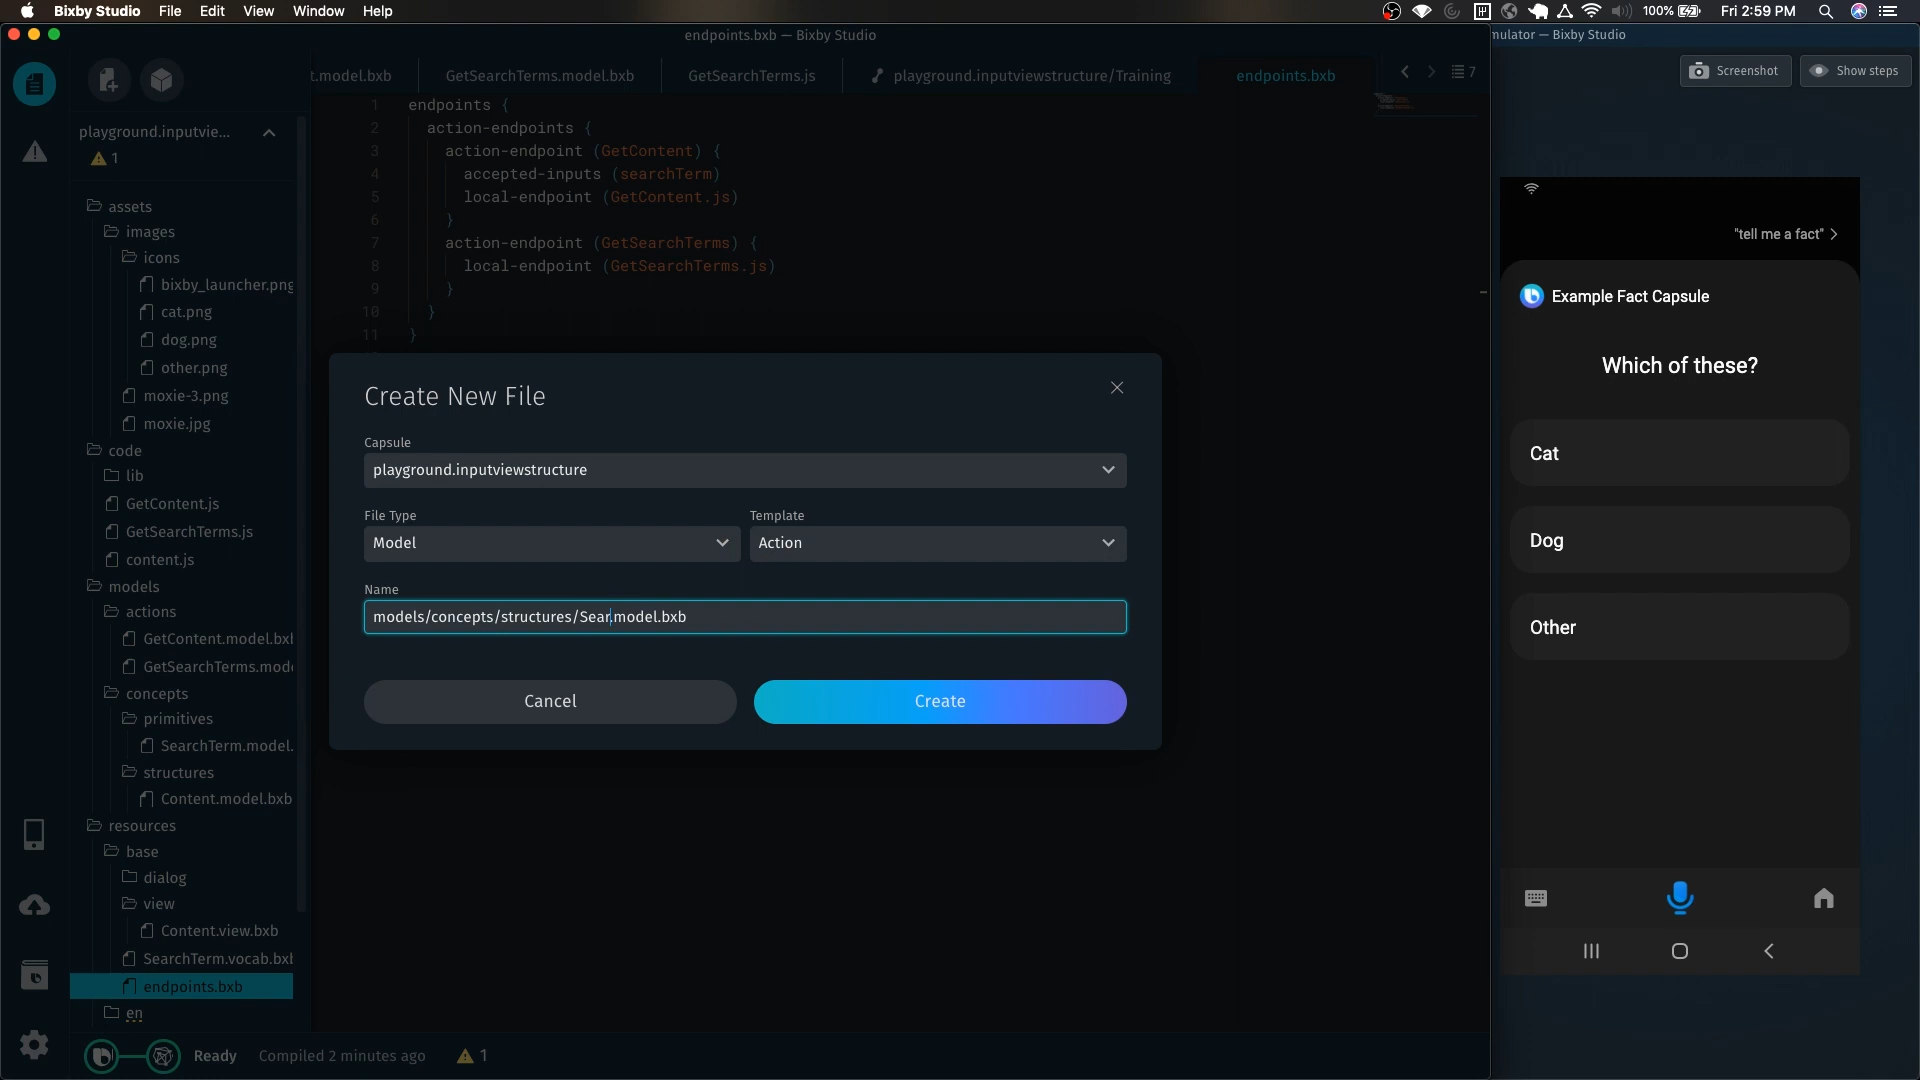 Bixby Studio File Edit View Window Help
100% Fri 2:59 PM
endpoints.bxb — Bixby Studio
mulator — Bixby Studio
t.model.bxb
GetSearchTerms.model.bxb
GetSearchTerms.js
playground.inputviewstructure/Training
endpoints.bxb
7
Screenshot
Show steps
playground.inputvie...
1
assets
images
icons
bixby_launcher.png
cat.png
dog.png
other.png
moxie-3.png
moxie.jpg
code
lib
GetContent.js
GetSearchTerms.js
content.js
models
actions
GetContent.model.bxb
GetSearchTerms.mode
concepts
primitives
SearchTerm.model.
structures
Content.model.bxb
resources
base
dialog
view
Content.view.bxb
SearchTerm.vocab.bxb
endpoints.bxb
en
1 endpoints {
2 action-endpoints {
3 action-endpoint (GetContent) {
4 accepted-inputs (searchTerm)
5 local-endpoint (GetContent.js)
6 }
7 action-endpoint (GetSearchTerms) {
8 local-endpoint (GetSearchTerms.js)
9 }
10 }
11 }
Create New File
Capsule
playground.inputviewstructure
File Type
Template
Model
Action
Name
models/concepts/structures/Sear.model.bxb
Cancel
Create
Ready
Compiled 2 minutes ago
1
"tell me a fact"
Example Fact Capsule
Which of these?
Cat
Dog
Other